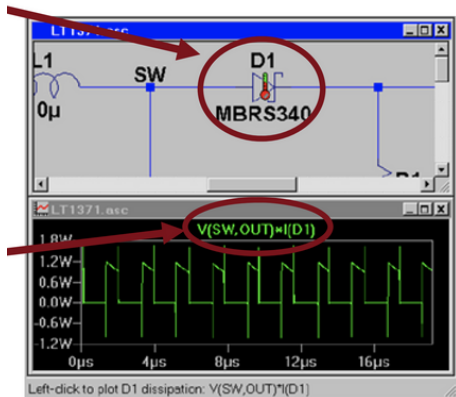 LT1371.asc
L1
SW
D1
0µ
MBRS340
LT1371.asc
V(SW,OUT)*I(D1)
1.8W
1.2W
0.6W
0.0W
-0.6W
-1.2W
0µs 4µs 8µs 12µs 16µs
Left-click to plot D1 dissipation: V(SW,OUT)*I(D1)